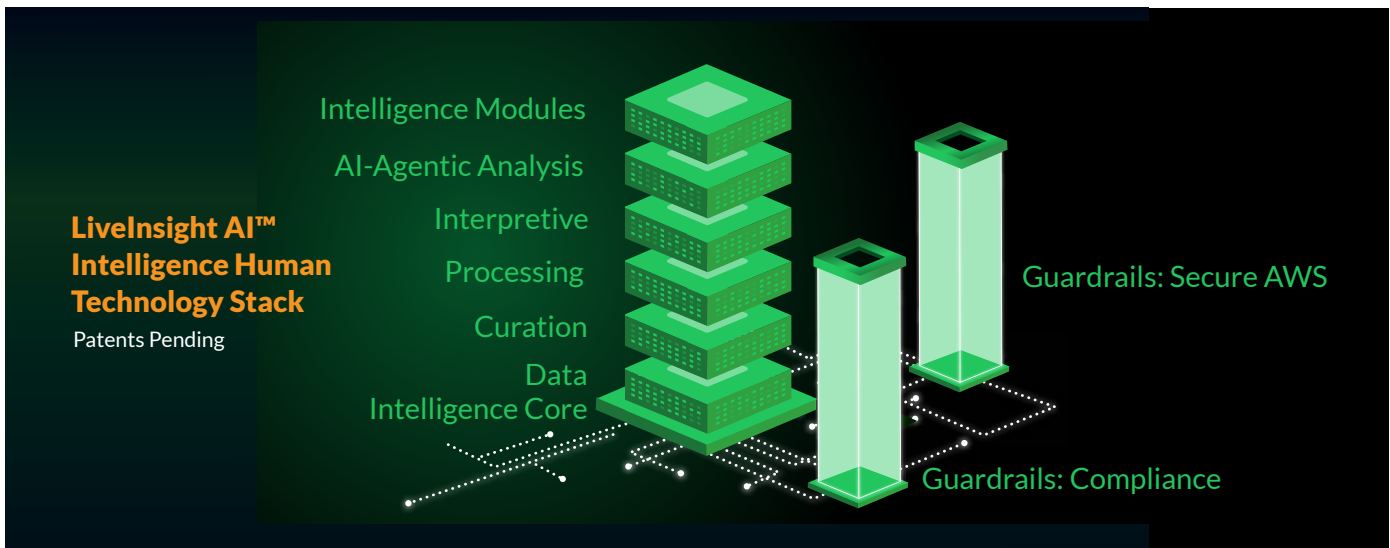 LiveInsight AI™
Intelligence Human
Technology Stack
Patents Pending
Intelligence Modules
AI-Agentic Analysis
Interpretive
Processing
Curation
Data
Intelligence Core
Guardrails: Secure AWS
Guardrails: Compliance